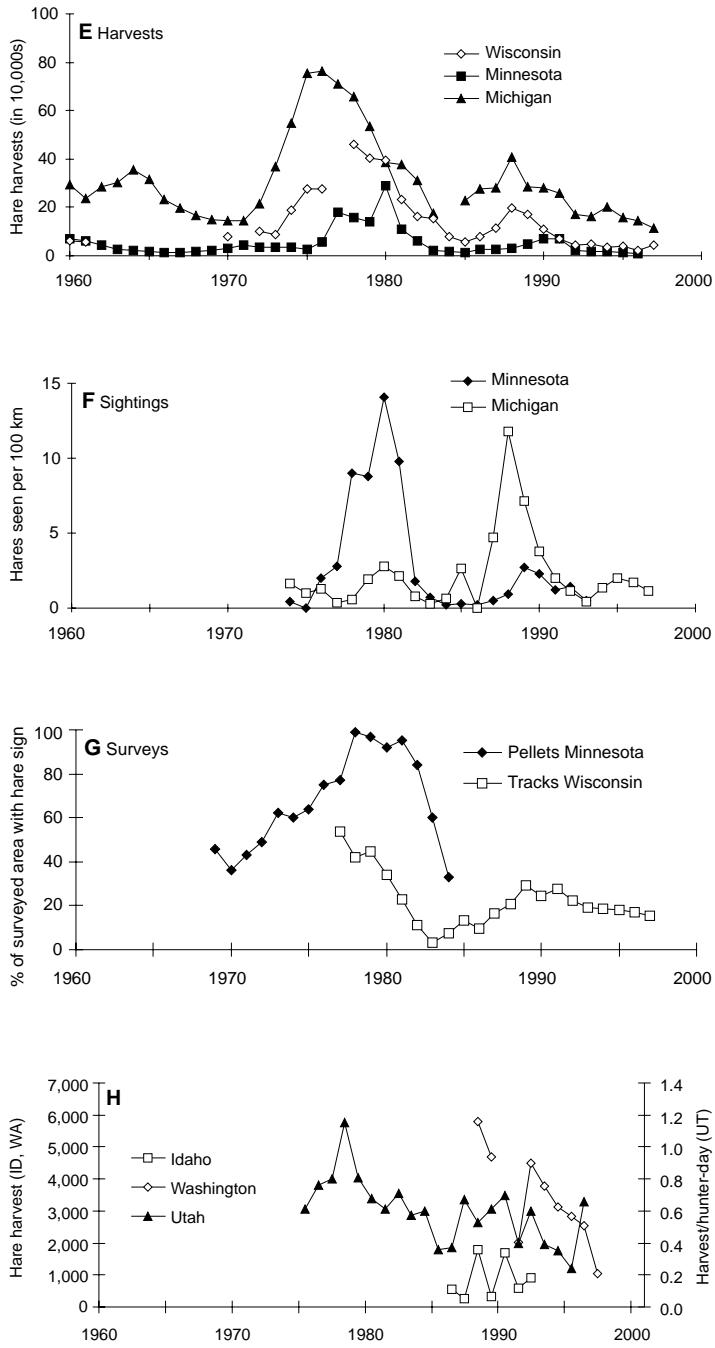 E Harvests
Hare harvests (in 10,000s)
100
80
60
40
20
0
Wisconsin
Minnesota
Michigan
1960
1970
1980
1990
2000
F Sightings
Hares seen per 100 km
15
10
5
0
Minnesota
Michigan
1960
1970
1980
1990
2000
G Surveys
% of surveyed area with hare sign
100
80
60
40
20
0
Pellets Minnesota
Tracks Wisconsin
1960
1970
1980
1990
2000
H
Hare harvest (ID, WA)
7,000
6,000
5,000
4,000
3,000
2,000
1,000
0
Idaho
Washington
Utah
1.4
1.2
1.0
0.8
0.6
0.4
0.2
0.0
Harvest/hunter-day (UT)
1960
1970
1980
1990
2000